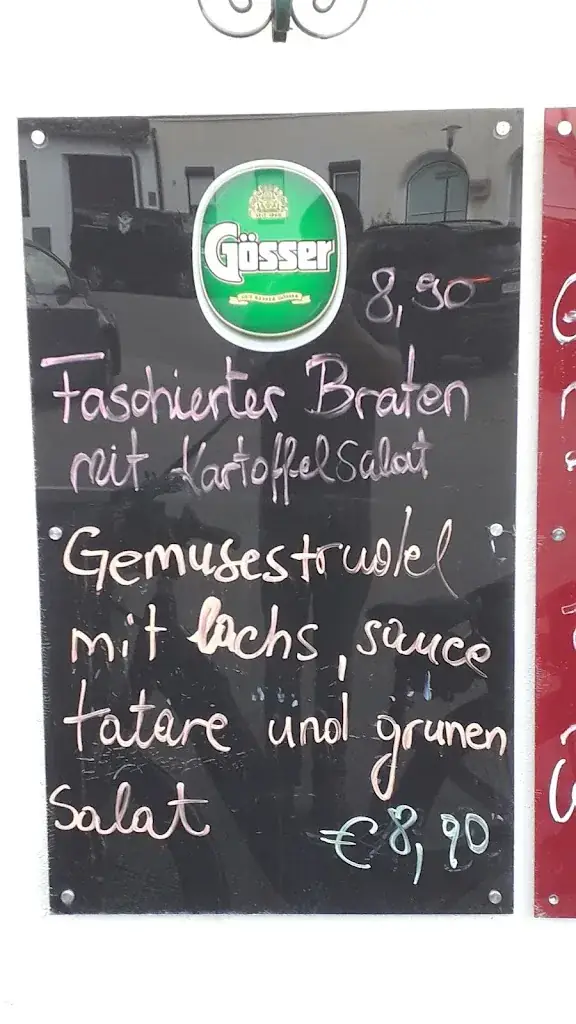 Gösser
8,90
Faschierter Braten
mit Kartoffelsalat
Gemusestrudel
mit lachs, sauce
tatare und grunen
Salat
€8,90